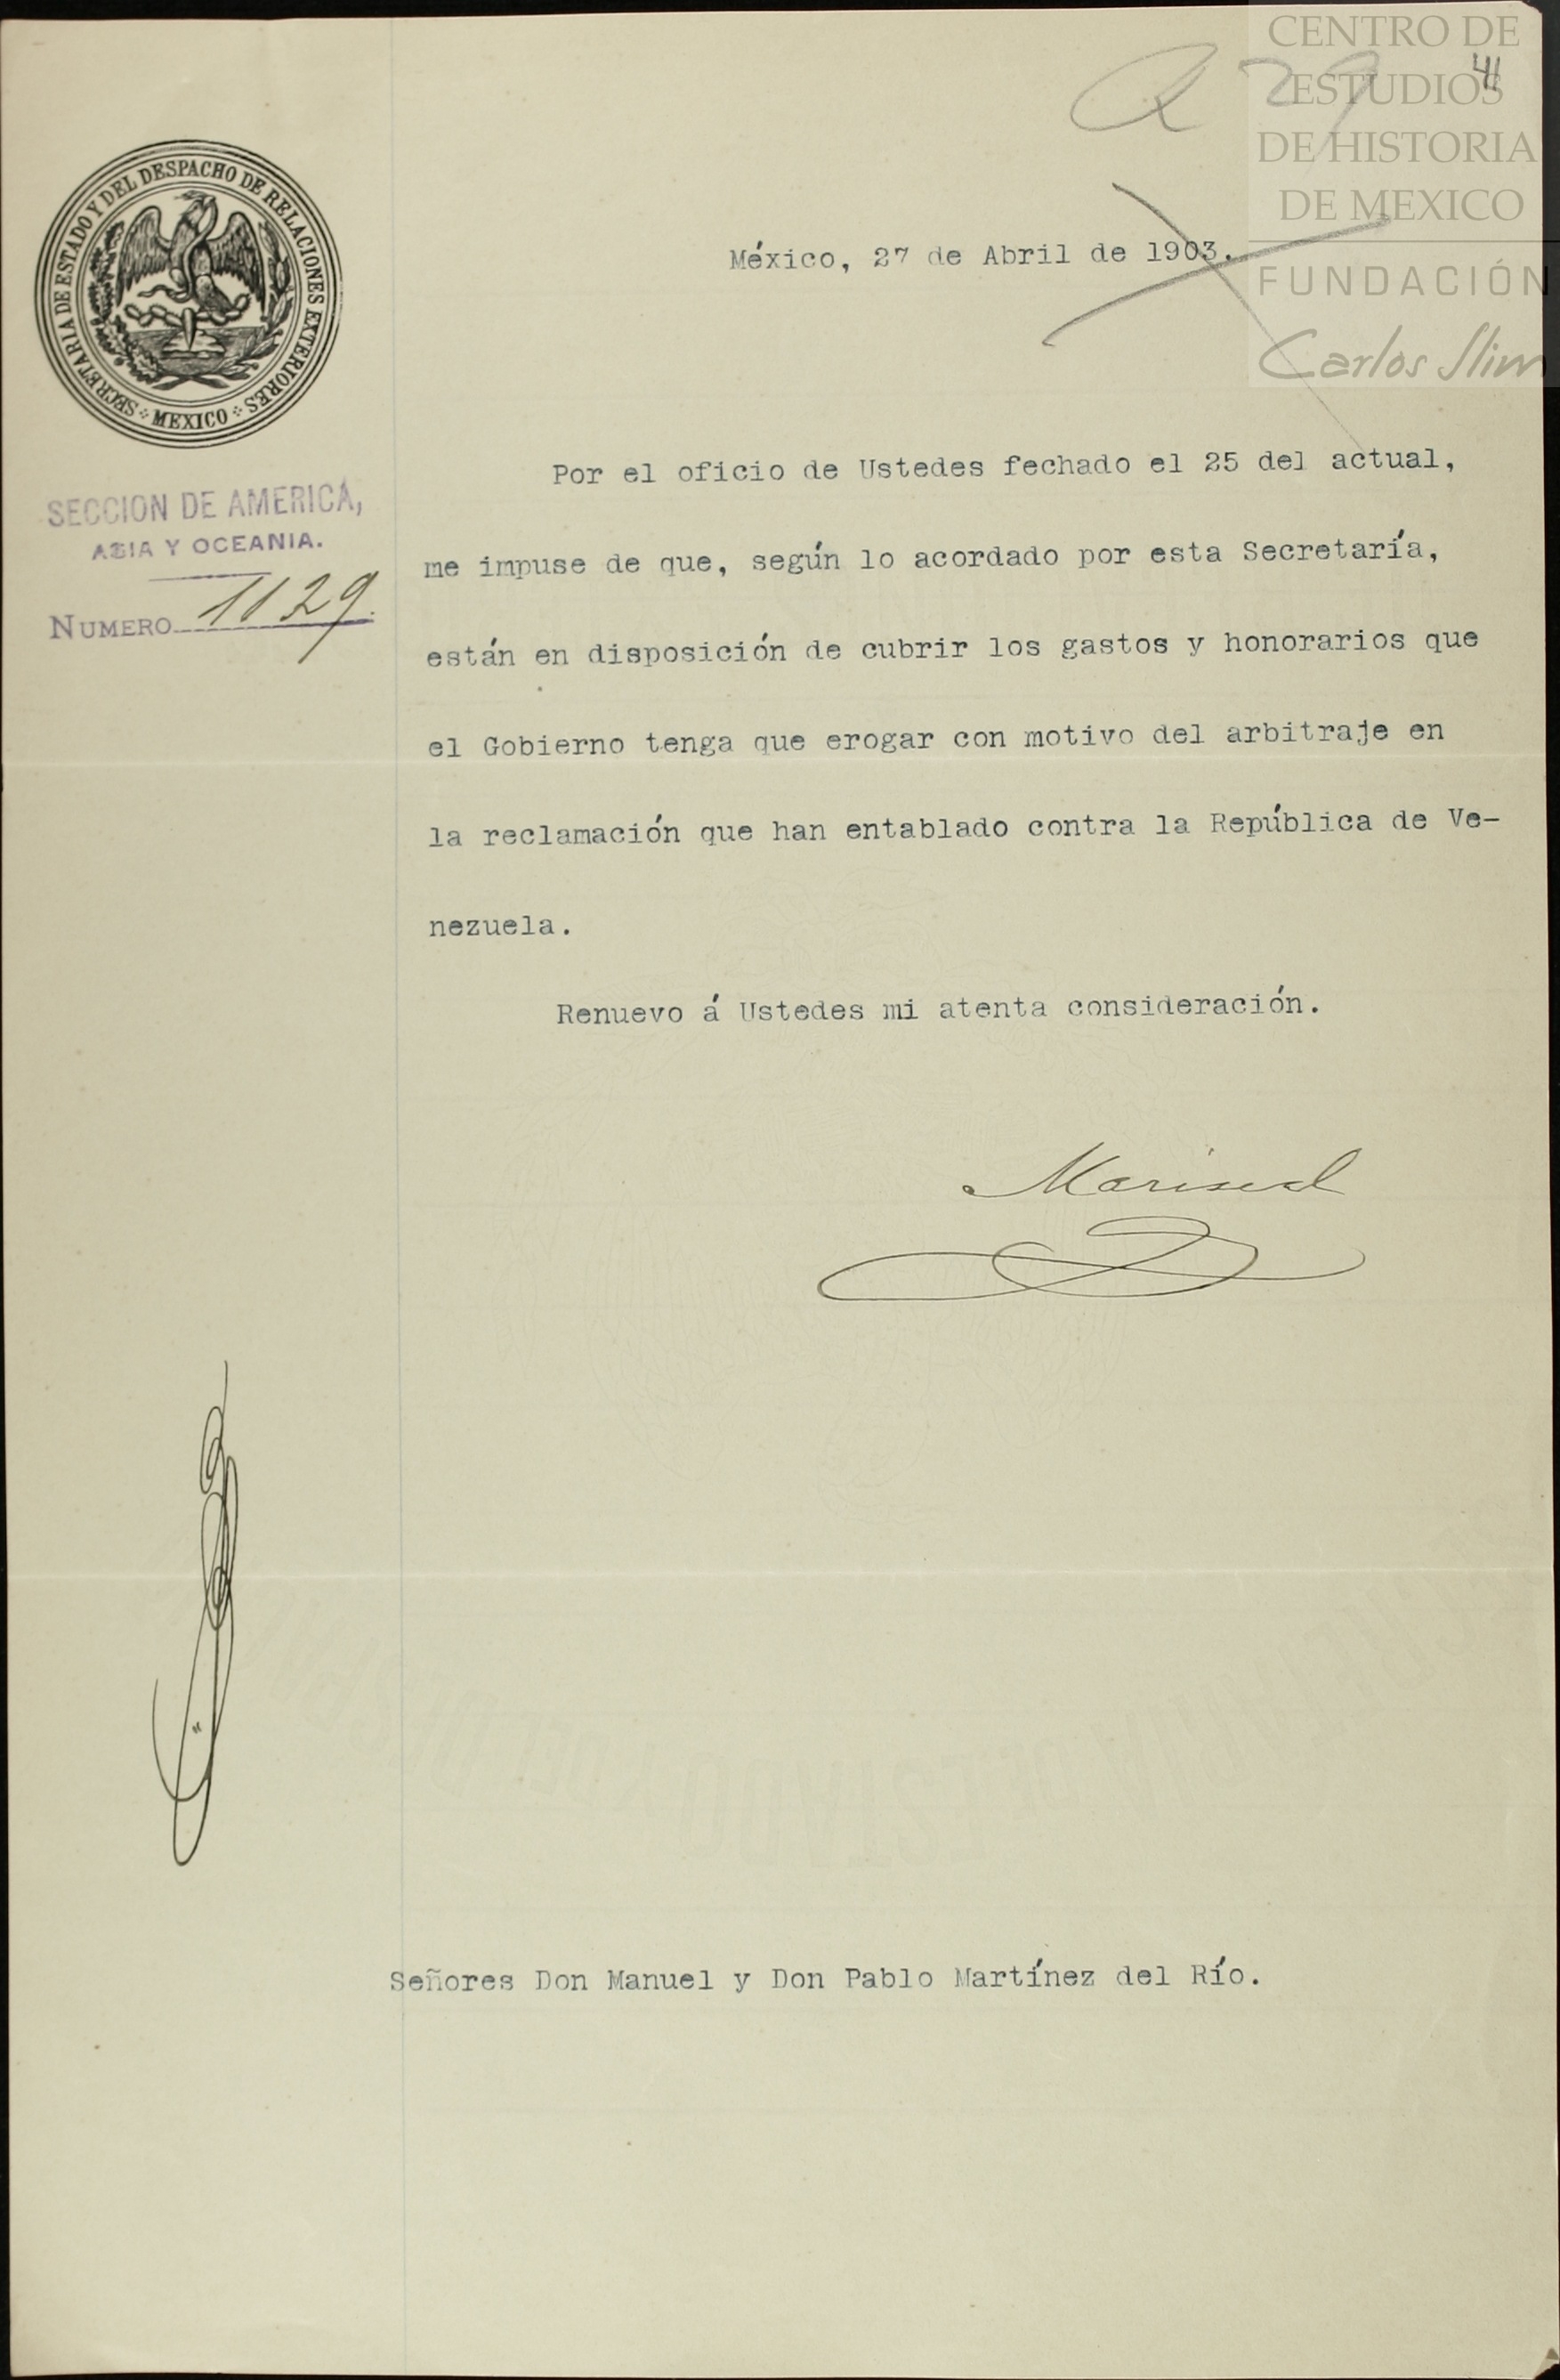 CENTRO DE
ESTUDIOS
DE HISTORIA
DE MEXICO
FUNDACIÓN
Carlos Slim
41
29
SECRETARIA DE ESTADO Y DEL DESPACHO DE RELACIONES EXTERIORES
MEXICO
México, 27 de Abril de 1903.
SECCION DE AMERICA,
ASIA Y OCEANIA.
NUMERO 1129.
Por el oficio de Ustedes fechado el 25 del actual,
me impuse de que, según lo acordado por esta Secretaría,
están en disposición de cubrir los gastos y honorarios que
el Gobierno tenga que erogar con motivo del arbitraje en
la reclamación que han entablado contra la República de Ve-
nezuela.
Renuevo á Ustedes mi atenta consideración.
Mariscal
Señores Don Manuel y Don Pablo Martínez del Río.